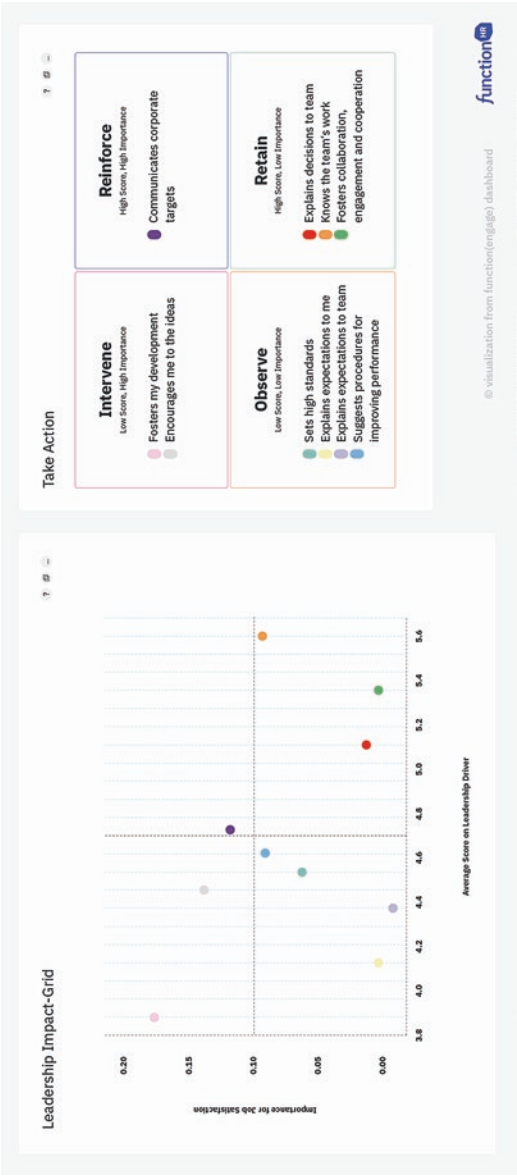 Leadership Impact-Grid
?
Importance for Job Satisfaction
0.20
0.15
0.10
0.05
0.00
3.8
4.0
4.2
4.4
4.6
4.8
5.0
5.2
5.4
5.6
Average Score on Leadership Driver
Take Action
?
Intervene
Low Score, High Importance
Fosters my development
Encourages me to the ideas
Reinforce
High Score, High Importance
Communicates corporate
targets
Observe
Low Score, Low Importance
Sets high standards
Explains expectations to me
Explains expectations to team
Suggests procedures for
improving performance
Retain
High Score, Low Importance
Explains decisions to team
Knows the team's work
Fosters collaboration,
engagement and cooperation
© visualization from function(engage) dashboard
function HR